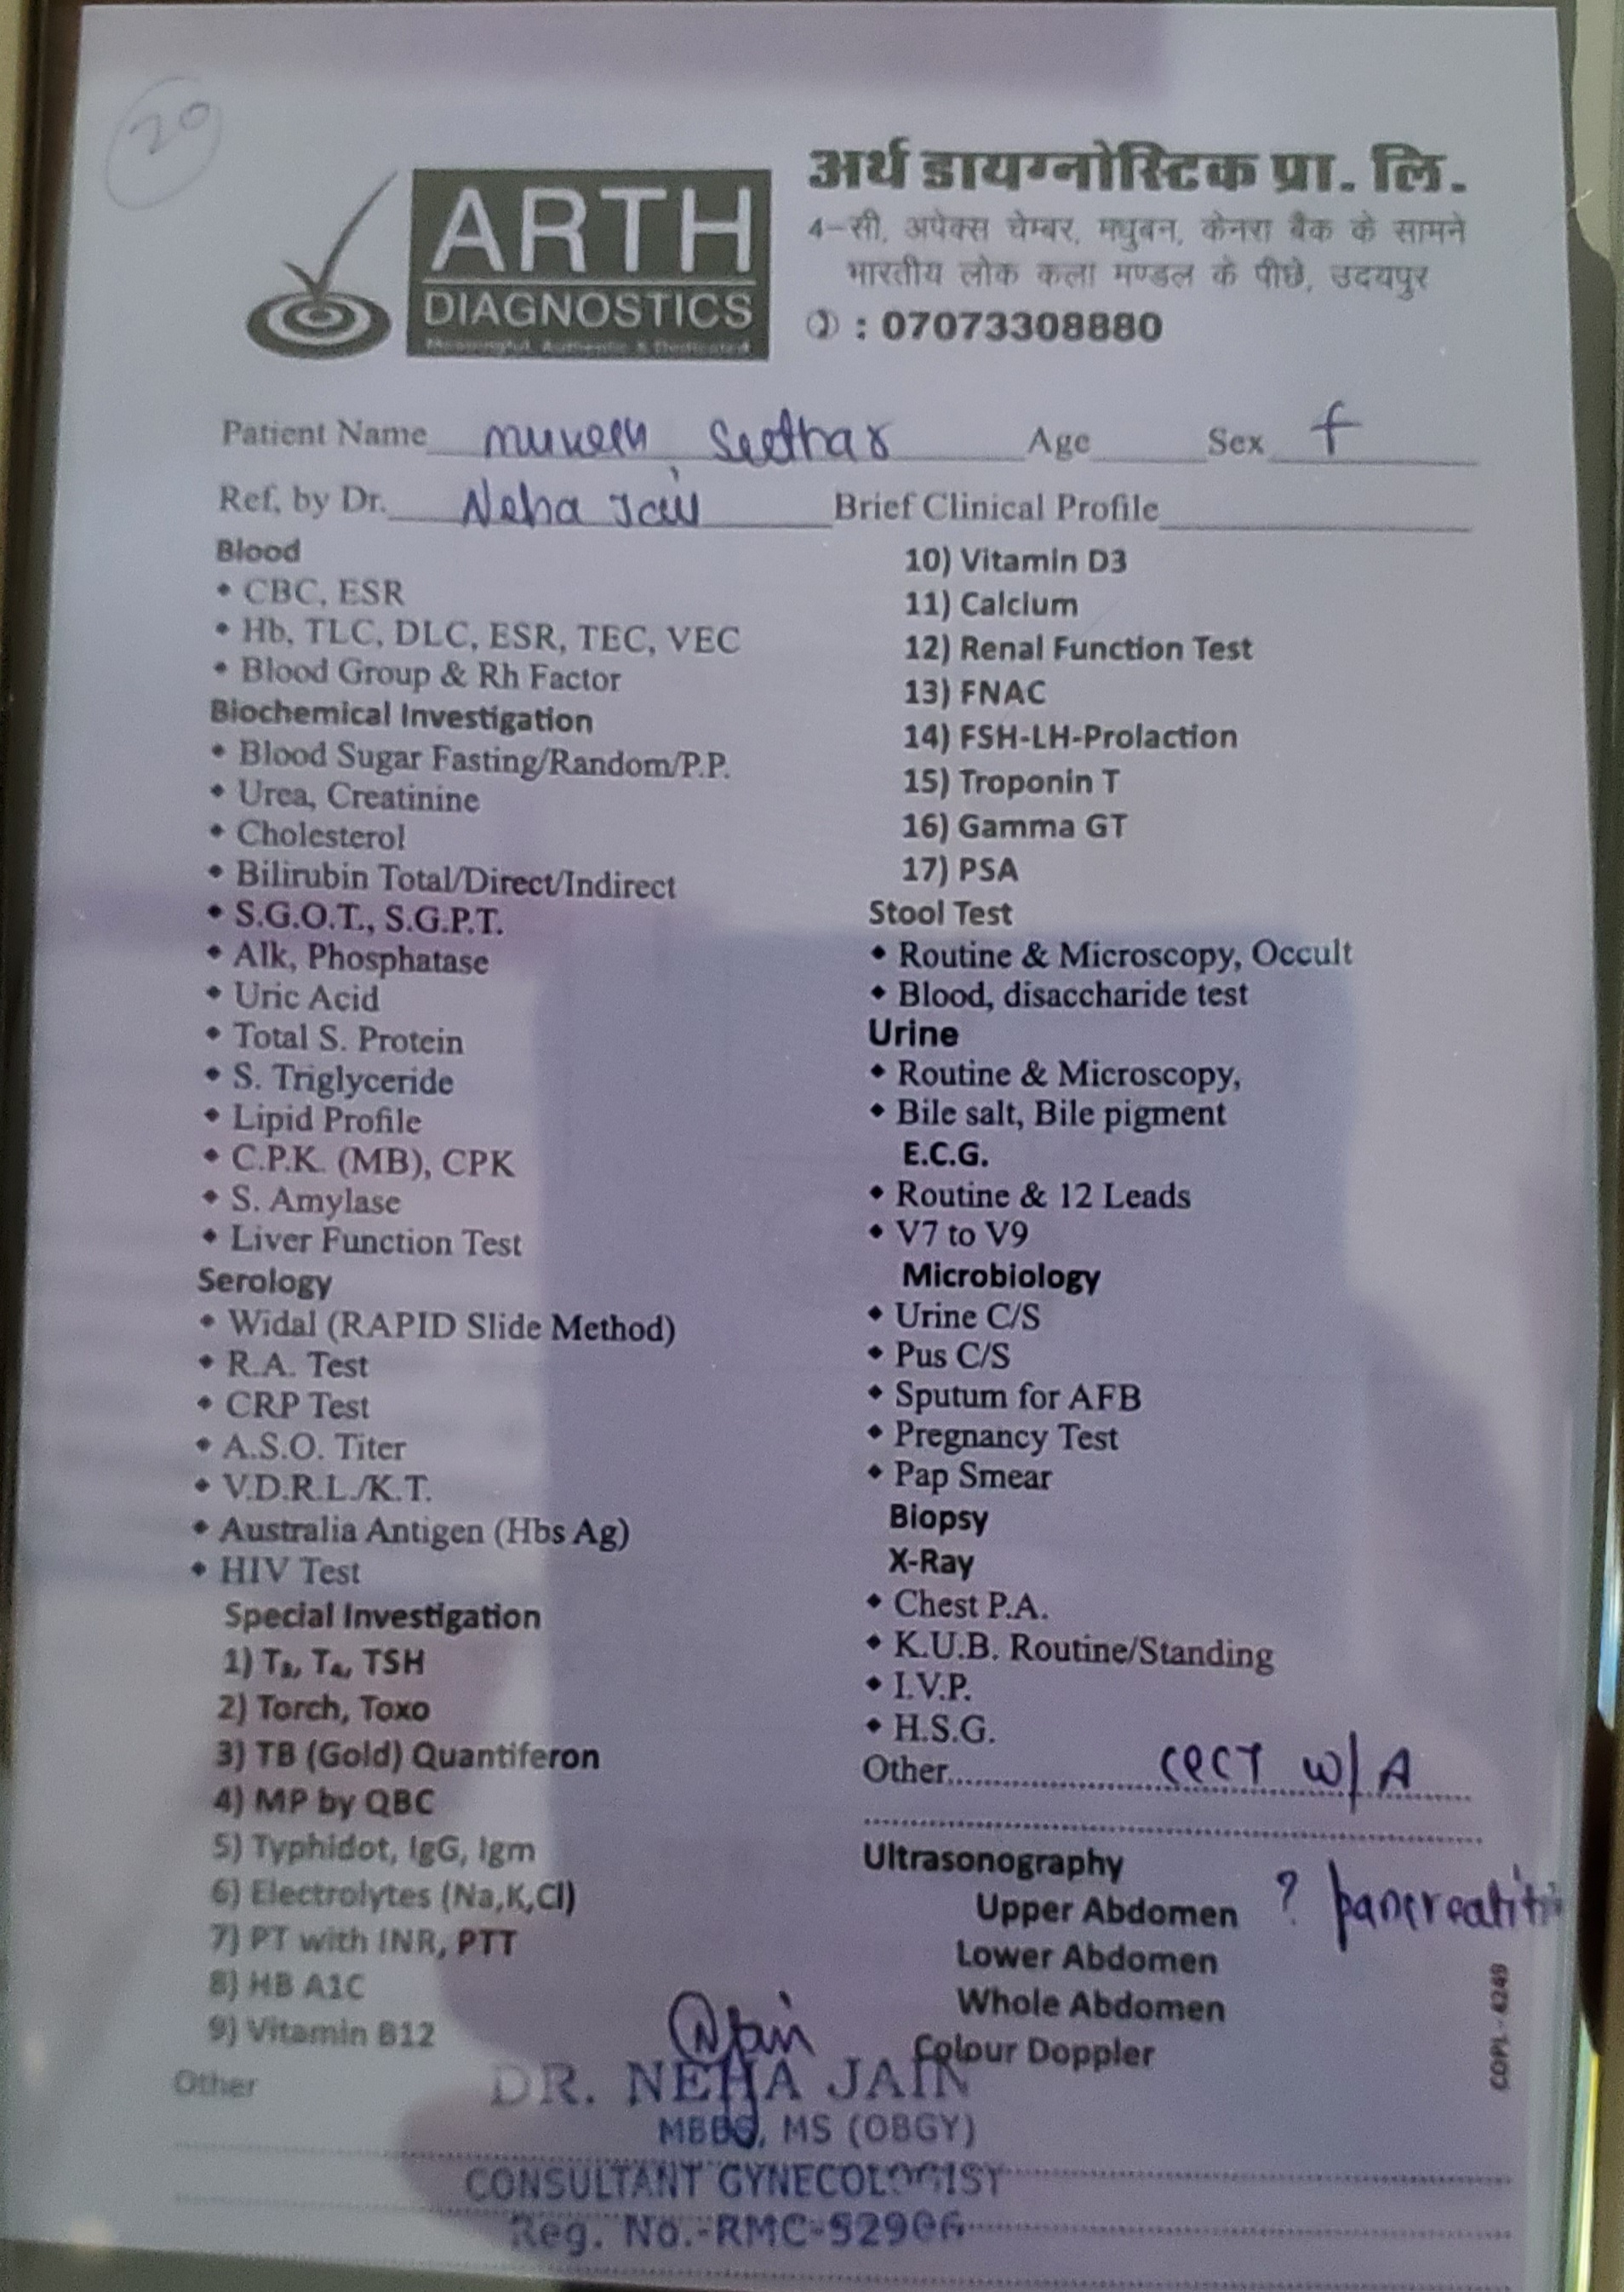 20
ARTH
DIAGNOSTICS
Meaningful, Authentic & Dedicated
अर्थ डायग्नोस्टिक प्रा. लि.
4-सी, अपेक्स चेम्बर, मधुबन, केनरा बैंक के सामने
भारतीय लोक कला मण्डल के पीछे, उदयपुर
: 07073308880
Patient Name Age Sex F
Ref, by Dr. Neha Jain Brief Clinical Profile
Blood
• CBC, ESR
• Hb, TLC, DLC, ESR, TEC, VEC
• Blood Group & Rh Factor
Biochemical Investigation
• Blood Sugar Fasting/Random/P.P.
• Urea, Creatinine
• Cholesterol
• Bilirubin Total/Direct/Indirect
• S.G.O.T., S.G.P.T.
• Alk, Phosphatase
• Uric Acid
• Total S. Protein
• S. Triglyceride
• Lipid Profile
• C.P.K. (MB), CPK
• S. Amylase
• Liver Function Test
Serology
• Widal (RAPID Slide Method)
• R.A. Test
• CRP Test
• A.S.O. Titer
• V.D.R.L./K.T.
• Australia Antigen (Hbs Ag)
• HIV Test
Special Investigation
1) T₃, T₄, TSH
2) Torch, Toxo
3) TB (Gold) Quantiferon
4) MP by QBC
5) Typhidot, IgG, Igm
6) Electrolytes (Na,K,Cl)
7) PT with INR, PTT
8) HB A1C
9) Vitamin B12
Other
10) Vitamin D3
11) Calcium
12) Renal Function Test
13) FNAC
14) FSH-LH-Prolaction
15) Troponin T
16) Gamma GT
17) PSA
Stool Test
• Routine & Microscopy, Occult
• Blood, disaccharide test
Urine
• Routine & Microscopy,
• Bile salt, Bile pigment
E.C.G.
• Routine & 12 Leads
• V7 to V9
Microbiology
• Urine C/S
• Pus C/S
• Sputum for AFB
• Pregnancy Test
• Pap Smear
Biopsy
X-Ray
• Chest P.A.
• K.U.B. Routine/Standing
• I.V.P.
• H.S.G.
Other CECT W/A
Ultrasonography
Upper Abdomen ? pancreatitis
Lower Abdomen
Whole Abdomen
Colour Doppler
COPL - 4249
NJain
DR. NEHA JAIN
MBBS, MS (OBGY)
CONSULTANT GYNECOLOGIST
Reg. No.-RMC-52906